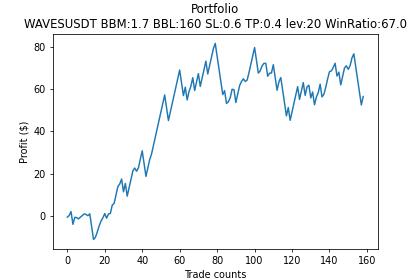 Portfolio
WAVESUSDT BBM:1.7 BBL:160 SL:0.6 TP:0.4 lev:20 WinRatio:67.0
80
60
40
20
0
Profit ($)
0 20 40 60 80 100 120 140 160
Trade counts